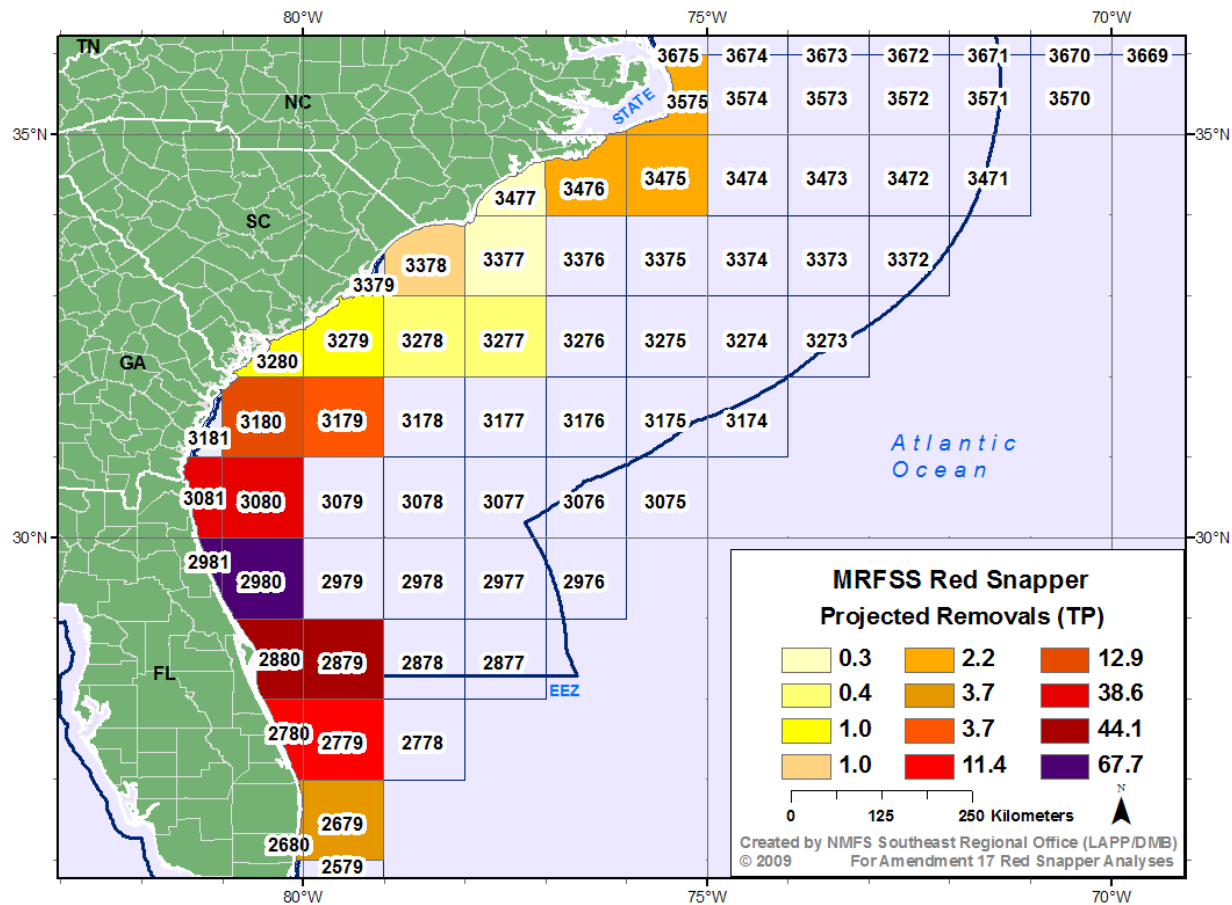 80°W 75°W 70°W
TN
3675 3674 3673 3672 3671 3670 3669
NC
STATE
3575 3574 3573 3572 3571 3570
35°N 35°N
3477 3476 3475 3474 3473 3472 3471
SC
3379 3378 3377 3376 3375 3374 3373 3372
GA
3280 3279 3278 3277 3276 3275 3274 3273
3181 3180 3179 3178 3177 3176 3175 3174
Atlantic
Ocean
3081 3080 3079 3078 3077 3076 3075
30°N 30°N
2981 2980 2979 2978 2977 2976
FL
2880 2879 2878 2877
EEZ
2780 2779 2778
2679
2680
2579
MRFSS Red Snapper
Projected Removals (TP)
0.3 2.2 12.9
0.4 3.7 38.6
1.0 3.7 44.1
1.0 11.4 67.7
N
0 125 250 Kilometers
Created by NMFS Southeast Regional Office (LAPP/DMB)
© 2009 For Amendment 17 Red Snapper Analyses
80°W 75°W 70°W